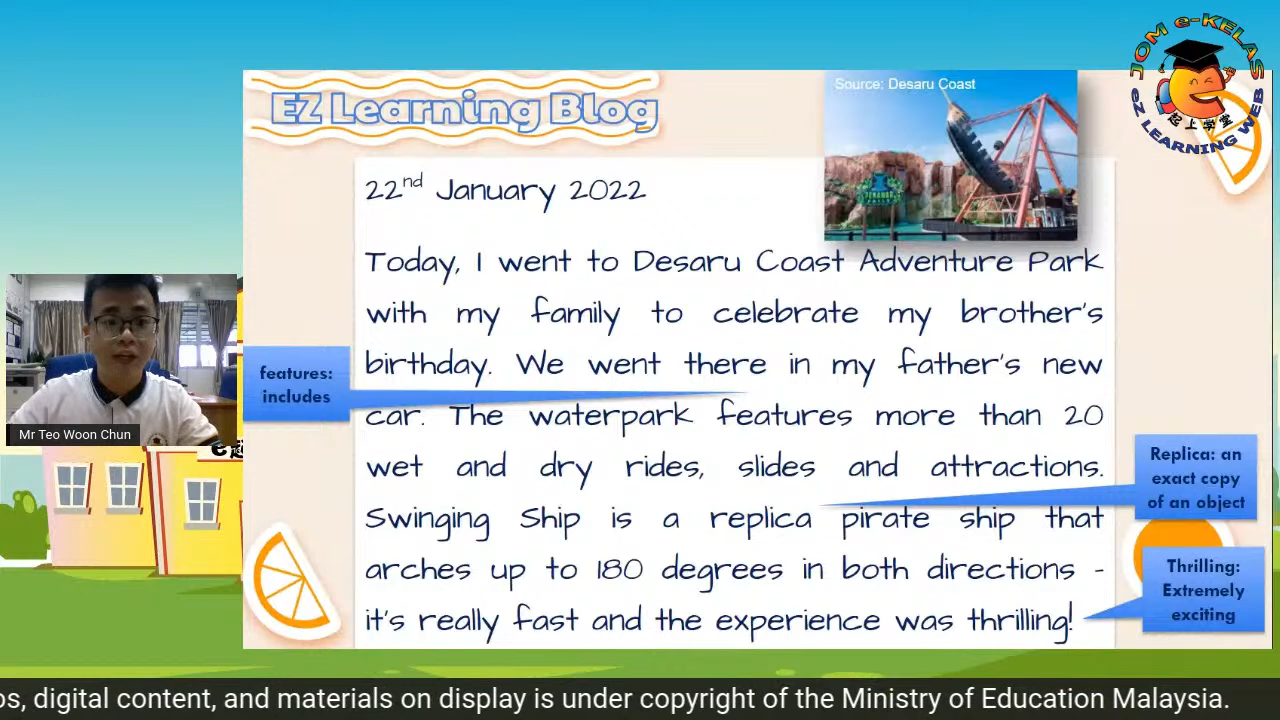 JOM e-KELAS
起上学堂
eZ LEARNING WEB
EZ Learning Blog
Source: Desaru Coast
22nd January 2022
Today, I went to Desaru Coast Adventure Park
with my family to celebrate my brother's
birthday. We went there in my father's new
car. The waterpark features more than 20
wet and dry rides, slides and attractions.
Swinging Ship is a replica pirate ship that
arches up to 180 degrees in both directions -
it's really fast and the experience was thrilling!
features:
includes
Replica: an
exact copy
of an object
Thrilling:
Extremely
exciting
Mr Teo Woon Chun
os, digital content, and materials on display is under copyright of the Ministry of Education Malaysia.